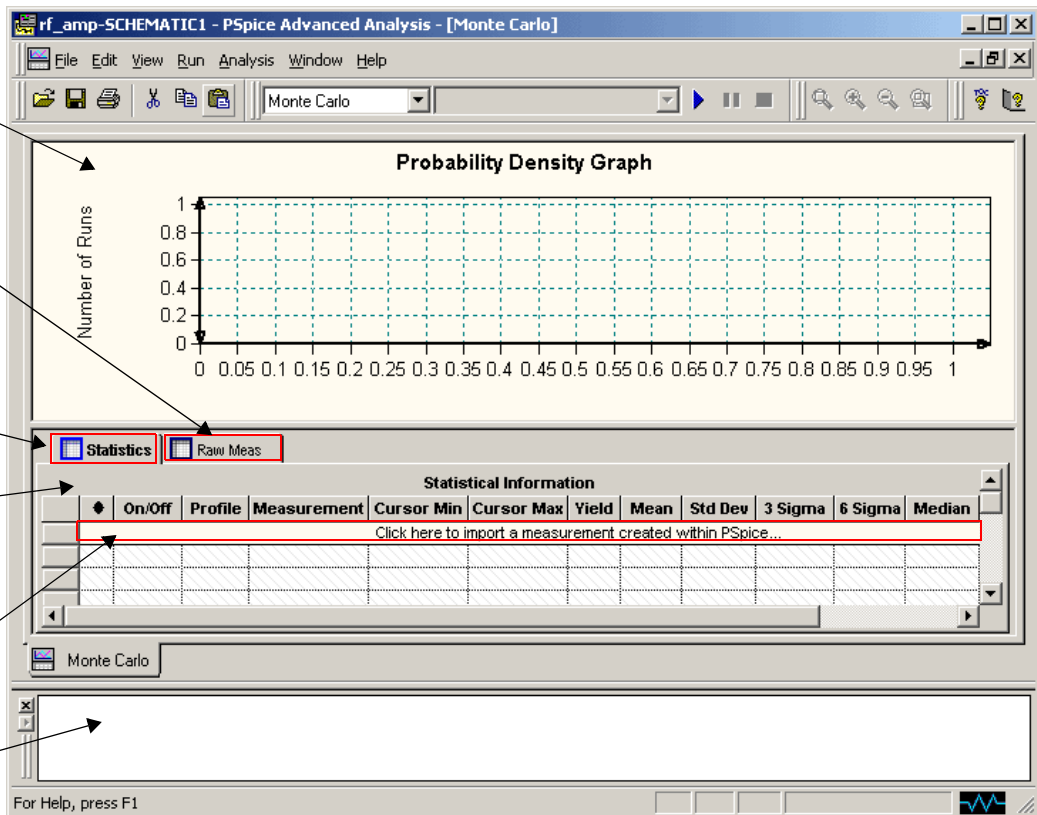 rf_amp-SCHEMATIC1 - PSpice Advanced Analysis - [Monte Carlo]
File Edit View Run Analysis Window Help
Monte Carlo
Probability Density Graph
Number of Runs
1
0.8
0.6
0.4
0.2
0
0 0.05 0.1 0.15 0.2 0.25 0.3 0.35 0.4 0.45 0.5 0.55 0.6 0.65 0.7 0.75 0.8 0.85 0.9 0.95 1
Statistics Raw Meas
Statistical Information
On/Off Profile Measurement Cursor Min Cursor Max Yield Mean Std Dev 3 Sigma 6 Sigma Median
Click here to import a measurement created within PSpice...
Monte Carlo
For Help, press F1